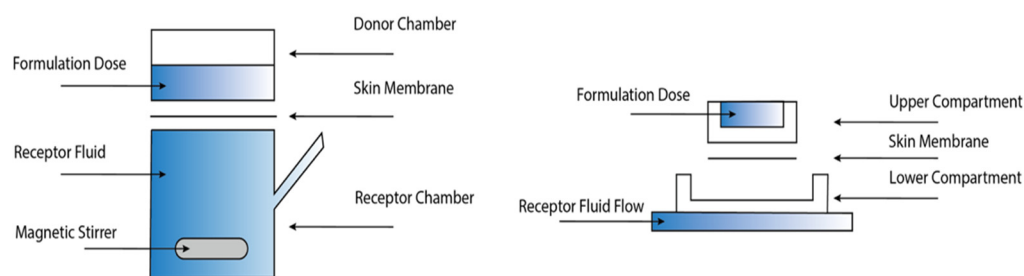 Donor Chamber
Formulation Dose
Skin Membrane
Receptor Fluid
Receptor Chamber
Magnetic Stirrer
Formulation Dose
Upper Compartment
Skin Membrane
Lower Compartment
Receptor Fluid Flow